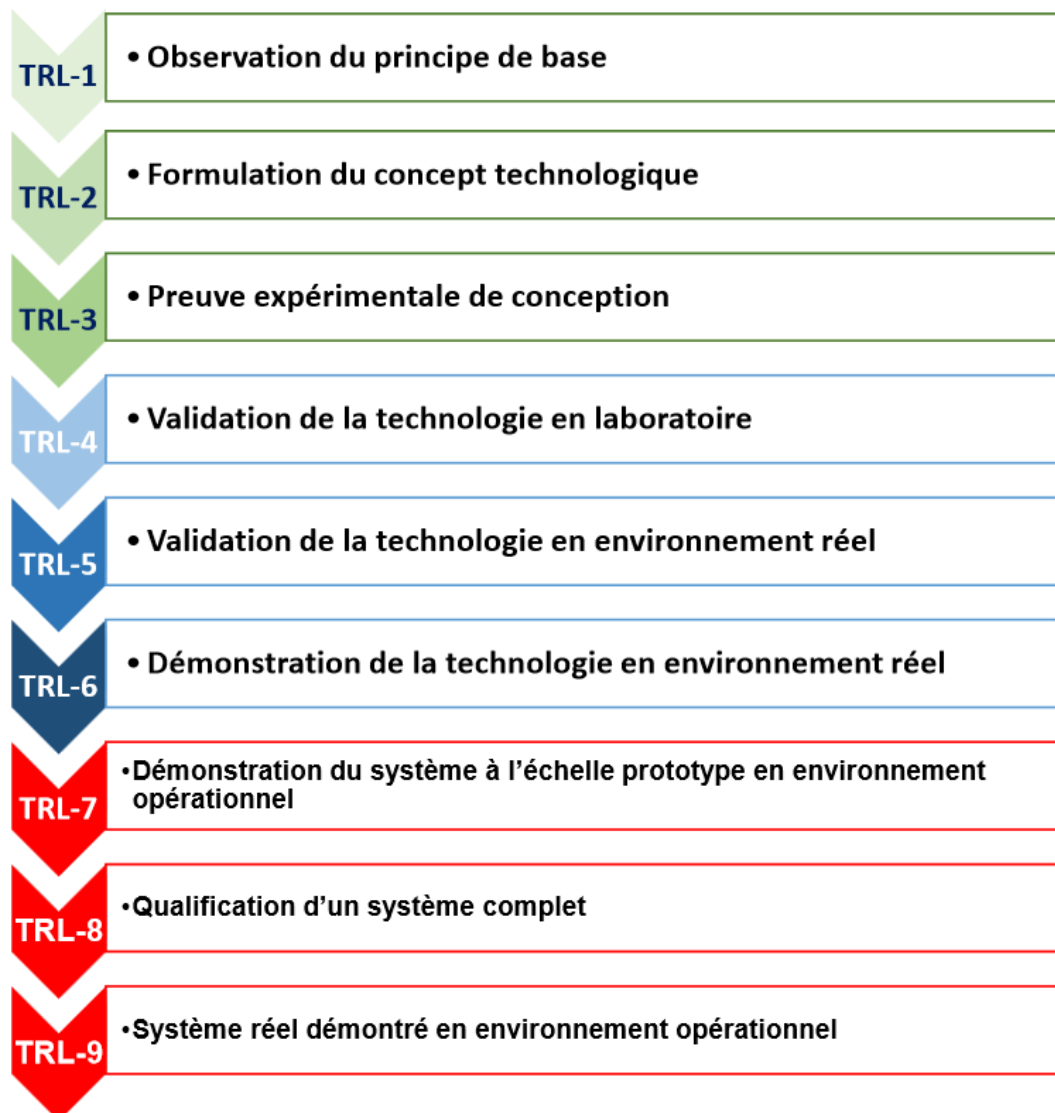 TRL-1
• Observation du principe de base
TRL-2
• Formulation du concept technologique
TRL-3
• Preuve expérimentale de conception
TRL-4
• Validation de la technologie en laboratoire
TRL-5
• Validation de la technologie en environnement réel
TRL-6
• Démonstration de la technologie en environnement réel
TRL-7
•Démonstration du système à l’échelle prototype en environnement
opérationnel
TRL-8
•Qualification d’un système complet
TRL-9
•Système réel démontré en environnement opérationnel